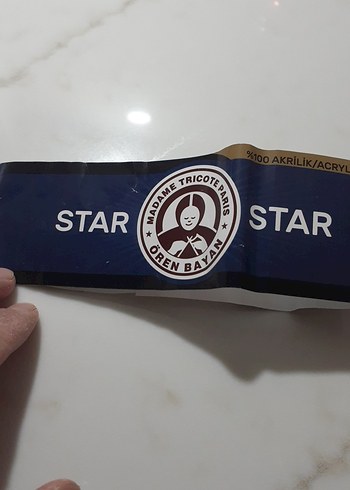 %100 AKRİLİK/ACRYL
STAR
MADAME TRICOTE PARIS
★ ★
ÖREN BAYAN
STAR